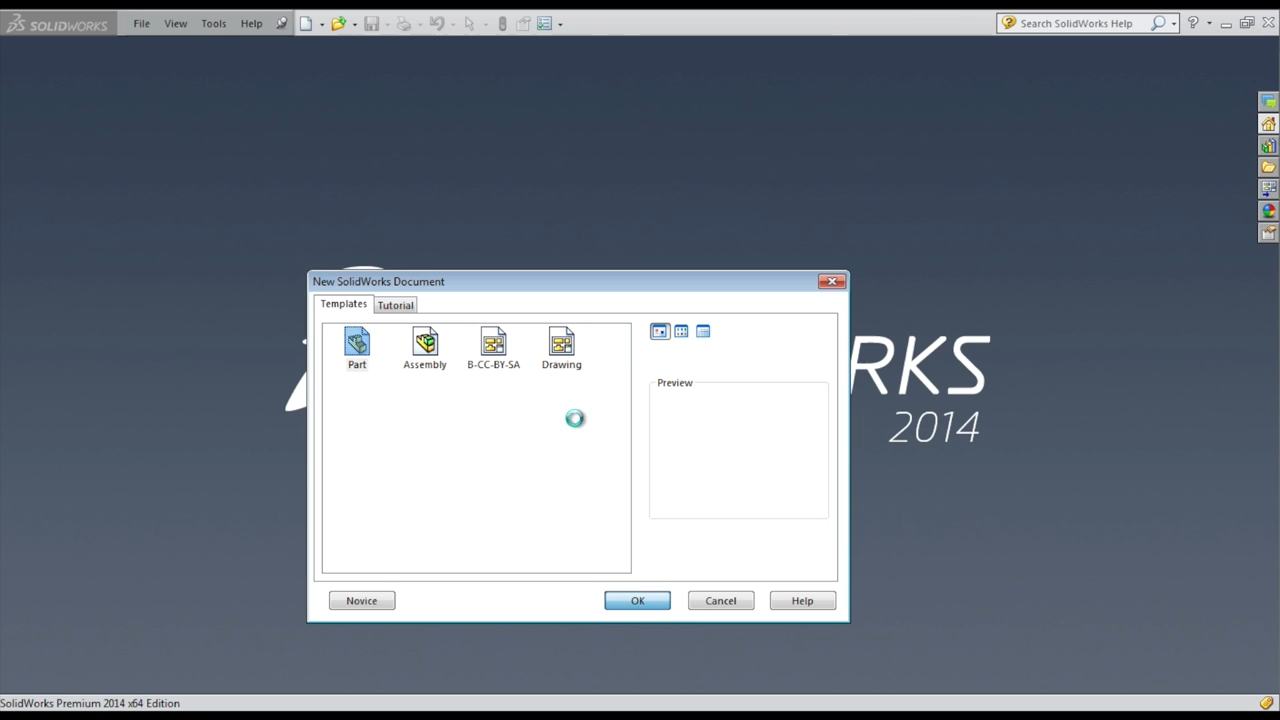 SOLIDWORKS File View Tools Help Search SolidWorks Help
New SolidWorks Document
Templates Tutorial
Part Assembly B-CC-BY-SA Drawing
Preview
RKS
2014
Novice OK Cancel Help
SolidWorks Premium 2014 x64 Edition